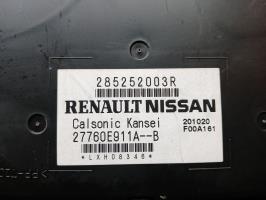 285252003R
RENAULT NISSAN
Calsonic Kansei 201020
27760E911A--B F00A161
*LXH08346*